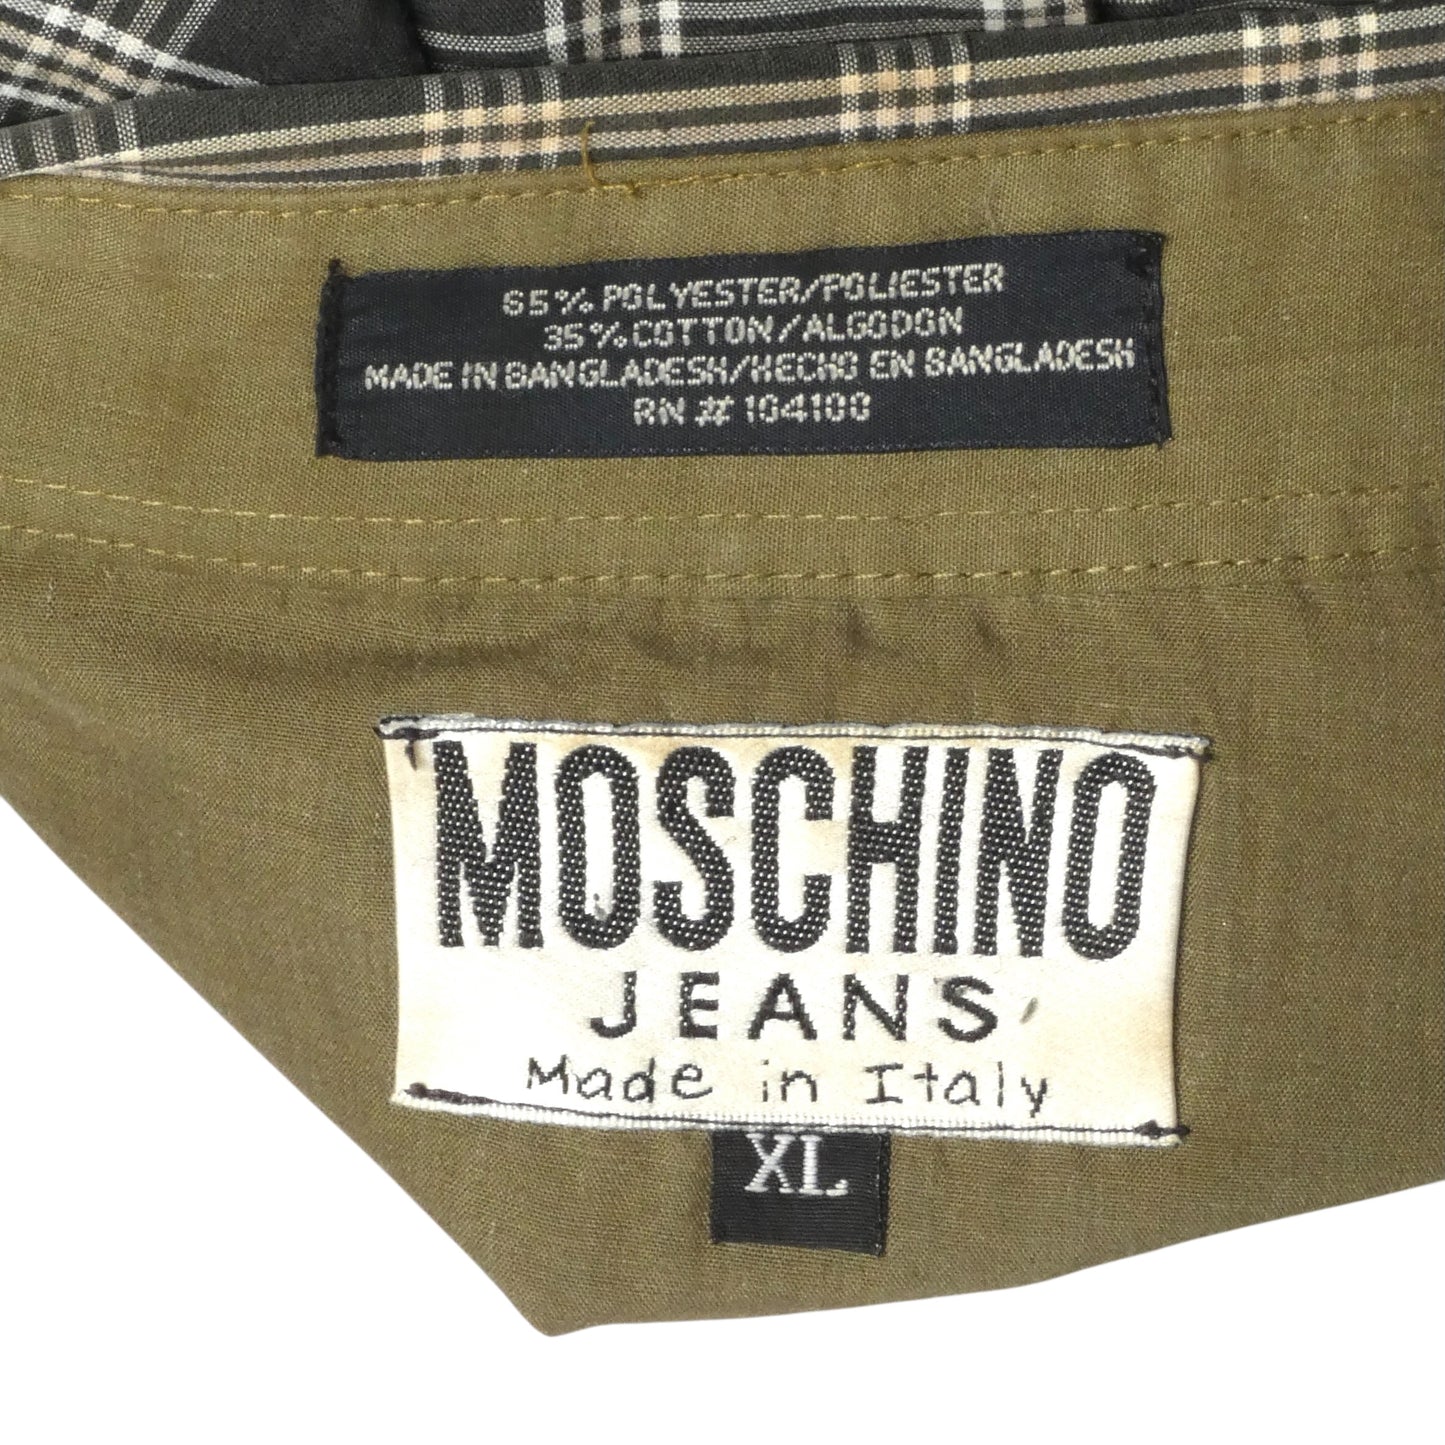 65% POLYESTER/POLIESTER
35% COTTON/ALGODON
MADE IN BANGLADESH/HECHO EN BANGLADESH
RN # 104100
MOSCHINO
JEANS
Made in Italy
XL